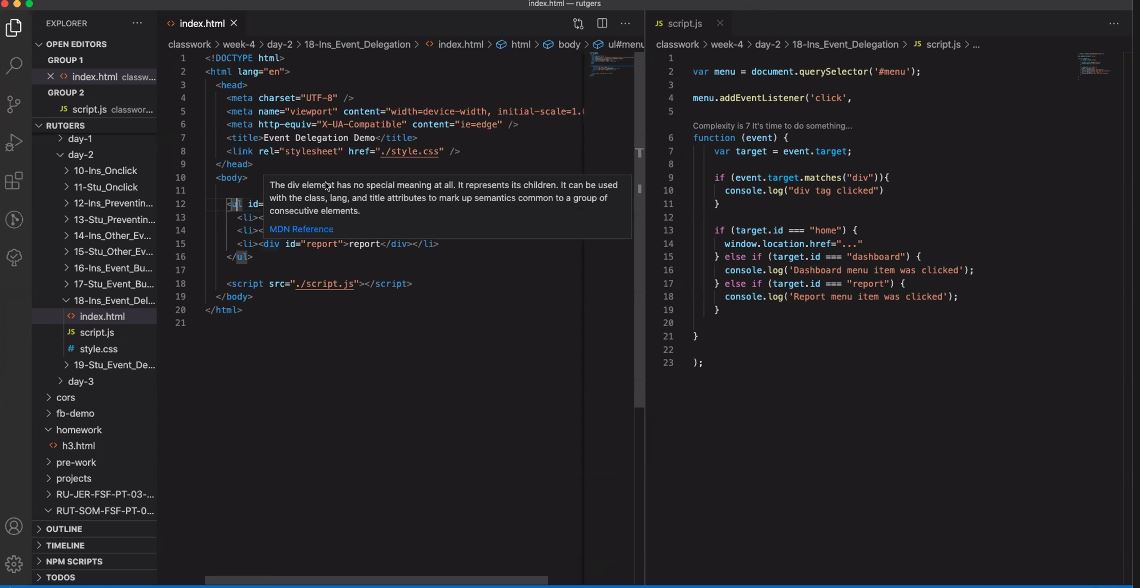 index.html — rutgers
EXPLORER
OPEN EDITORS
GROUP 1
index.html classw...
GROUP 2
JS script.js classwor...
RUTGERS
day-1
day-2
10-Ins_Onclick
11-Stu_Onclick
12-Ins_Preventin...
13-Stu_Preventin...
14-Ins_Other_Ev...
15-Stu_Other_Ev...
16-Ins_Event_Bu...
17-Stu_Event_Bu...
18-Ins_Event_Del...
index.html
JS script.js
# style.css
19-Stu_Event_De...
day-3
cors
fb-demo
homework
h3.html
pre-work
projects
RU-JER-FSF-PT-03-...
RUT-SOM-FSF-PT-0...
OUTLINE
TIMELINE
NPM SCRIPTS
TODOS
index.html
classwork > week-4 > day-2 > 18-Ins_Event_Delegation > index.html > html > body > ul#menu
1 <!DOCTYPE html>
2 <html lang="en">
3 <head>
4 <meta charset="UTF-8" />
5 <meta name="viewport" content="width=device-width, initial-scale=1.
6 <meta http-equiv="X-UA-Compatible" content="ie=edge" />
7 <title>Event Delegation Demo</title>
8 <link rel="stylesheet" href="./style.css" />
9 </head>
10 <body>
11
12 <ul id=
13 <li><
14 <li><
15 <li><div id="report">report</div></li>
16 </ul>
17
18 <script src="./script.js"></script>
19 </body>
20 </html>
21
The div element has no special meaning at all. It represents its children. It can be used
with the class, lang, and title attributes to mark up semantics common to a group of
consecutive elements.
MDN Reference
JS script.js
classwork > week-4 > day-2 > 18-Ins_Event_Delegation > JS script.js > ...
1
2 var menu = document.querySelector('#menu');
3
4 menu.addEventListener('click',
5
Complexity is 7 It's time to do something...
6 function (event) {
7 var target = event.target;
8
9 if (event.target.matches("div")){
10 console.log("div tag clicked")
11 }
12
13 if (target.id === "home") {
14 window.location.href="..."
15 } else if (target.id === "dashboard") {
16 console.log('Dashboard menu item was clicked');
17 } else if (target.id === "report") {
18 console.log('Report menu item was clicked');
19 }
20
21 }
22
23 );